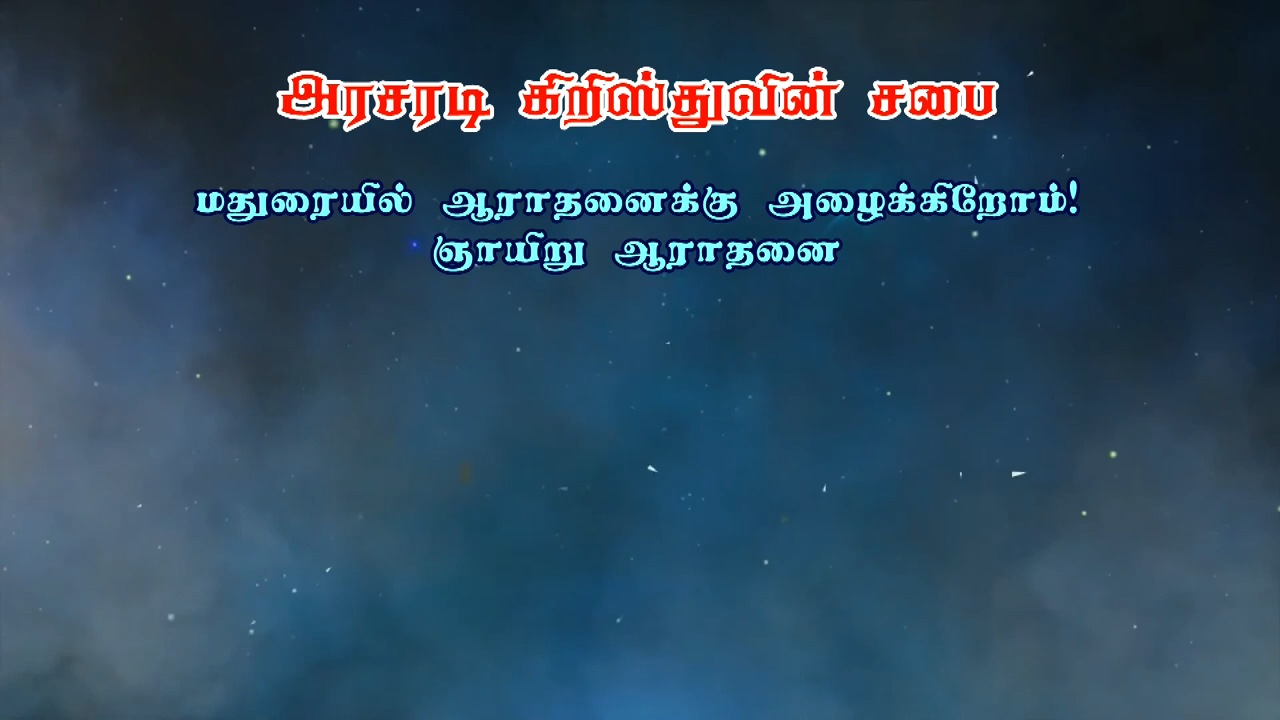 அரசரடி கிறிஸ்துவின் சபை
மதுரையில் ஆராதனைக்கு அழைக்கிறோம்!
ஞாயிறு ஆராதனை